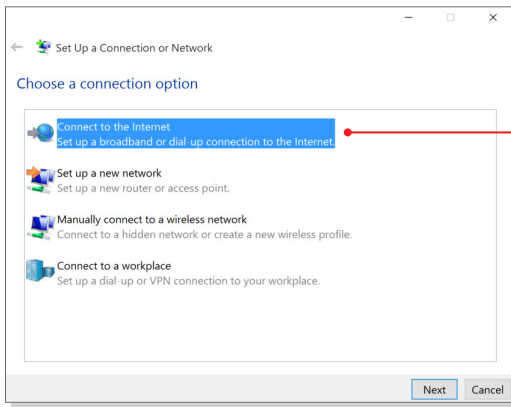 Set Up a Connection or Network
Choose a connection option
Connect to the Internet
Set up a broadband or dial-up connection to the Internet.
Set up a new network
Set up a new router or access point.
Manually connect to a wireless network
Connect to a hidden network or create a new wireless profile.
Connect to a workplace
Set up a dial-up or VPN connection to your workplace.
Next Cancel